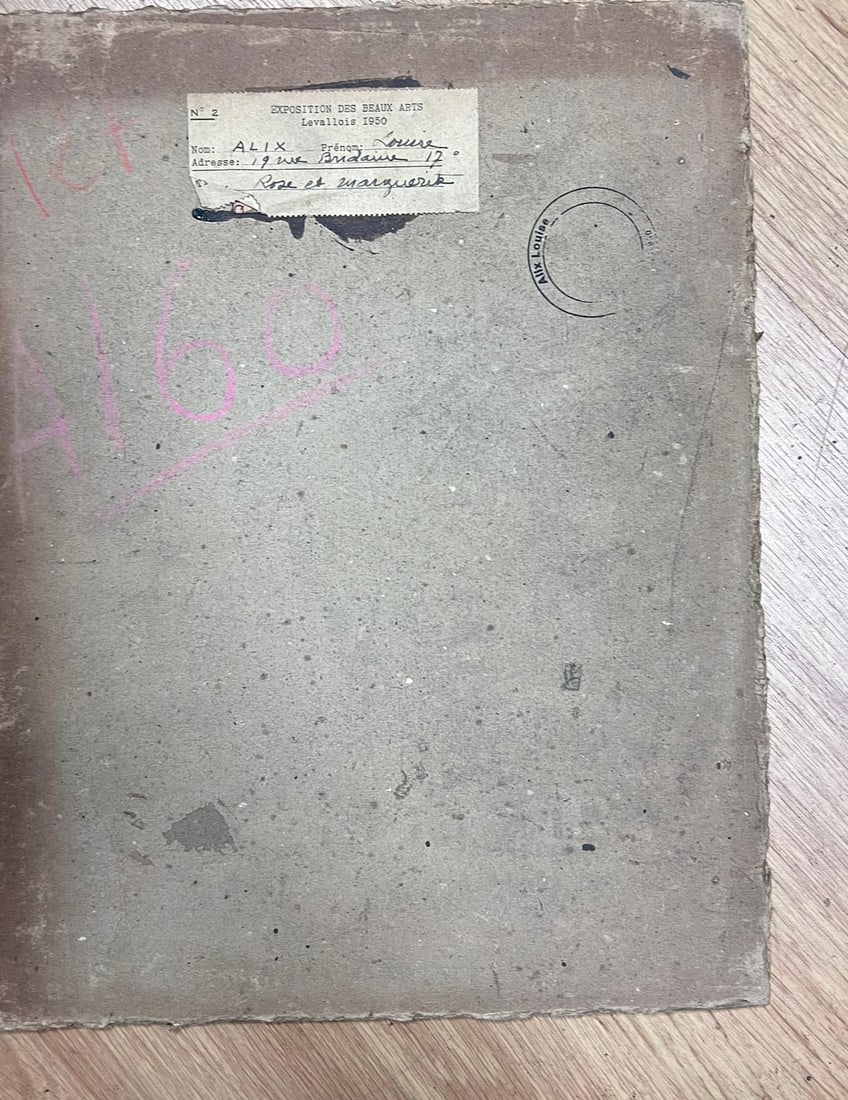 N° 2
EXPOSITION DES BEAUX ARTS
Levallois 1950
Nom: ALIX Prénom: Louise
Adresse: 19 rue Bridaine 17°
Rose et marguerite
Alix Louise
A160